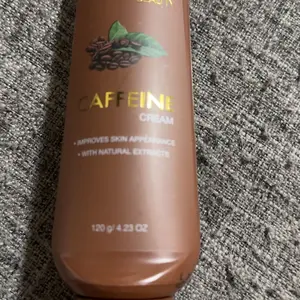 CAFFEINE
CREAM
• IMPROVES SKIN APPEARANCE
• WITH NATURAL EXTRACTS
120 g/ 4.23 OZ